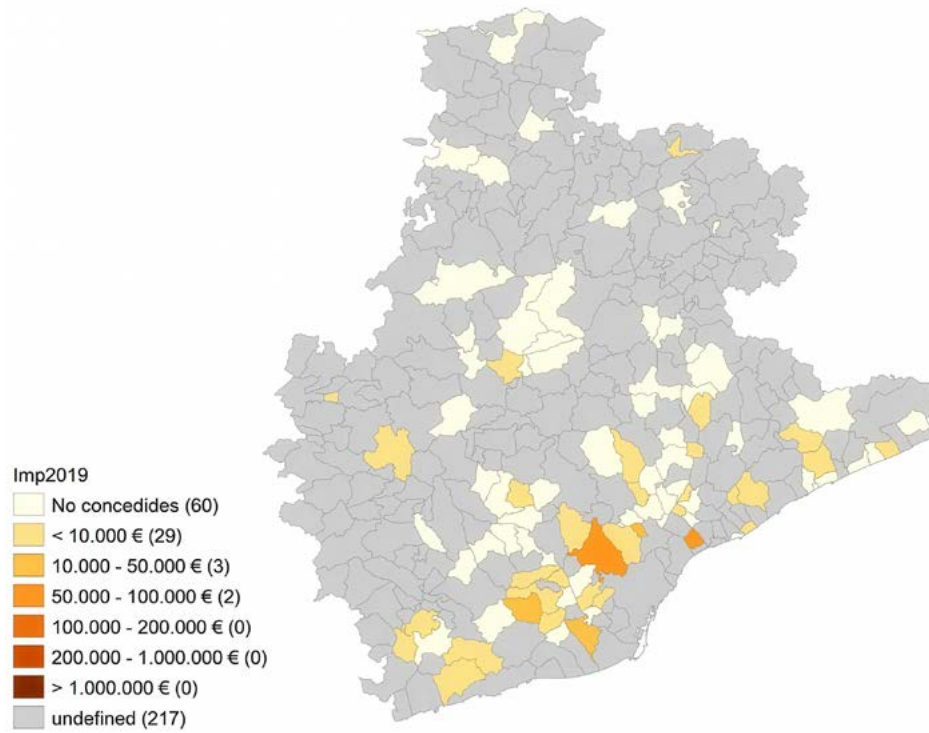 Imp2019
No concedides (60)
< 10.000 € (29)
10.000 - 50.000 € (3)
50.000 - 100.000 € (2)
100.000 - 200.000 € (0)
200.000 - 1.000.000 € (0)
> 1.000.000 € (0)
undefined (217)